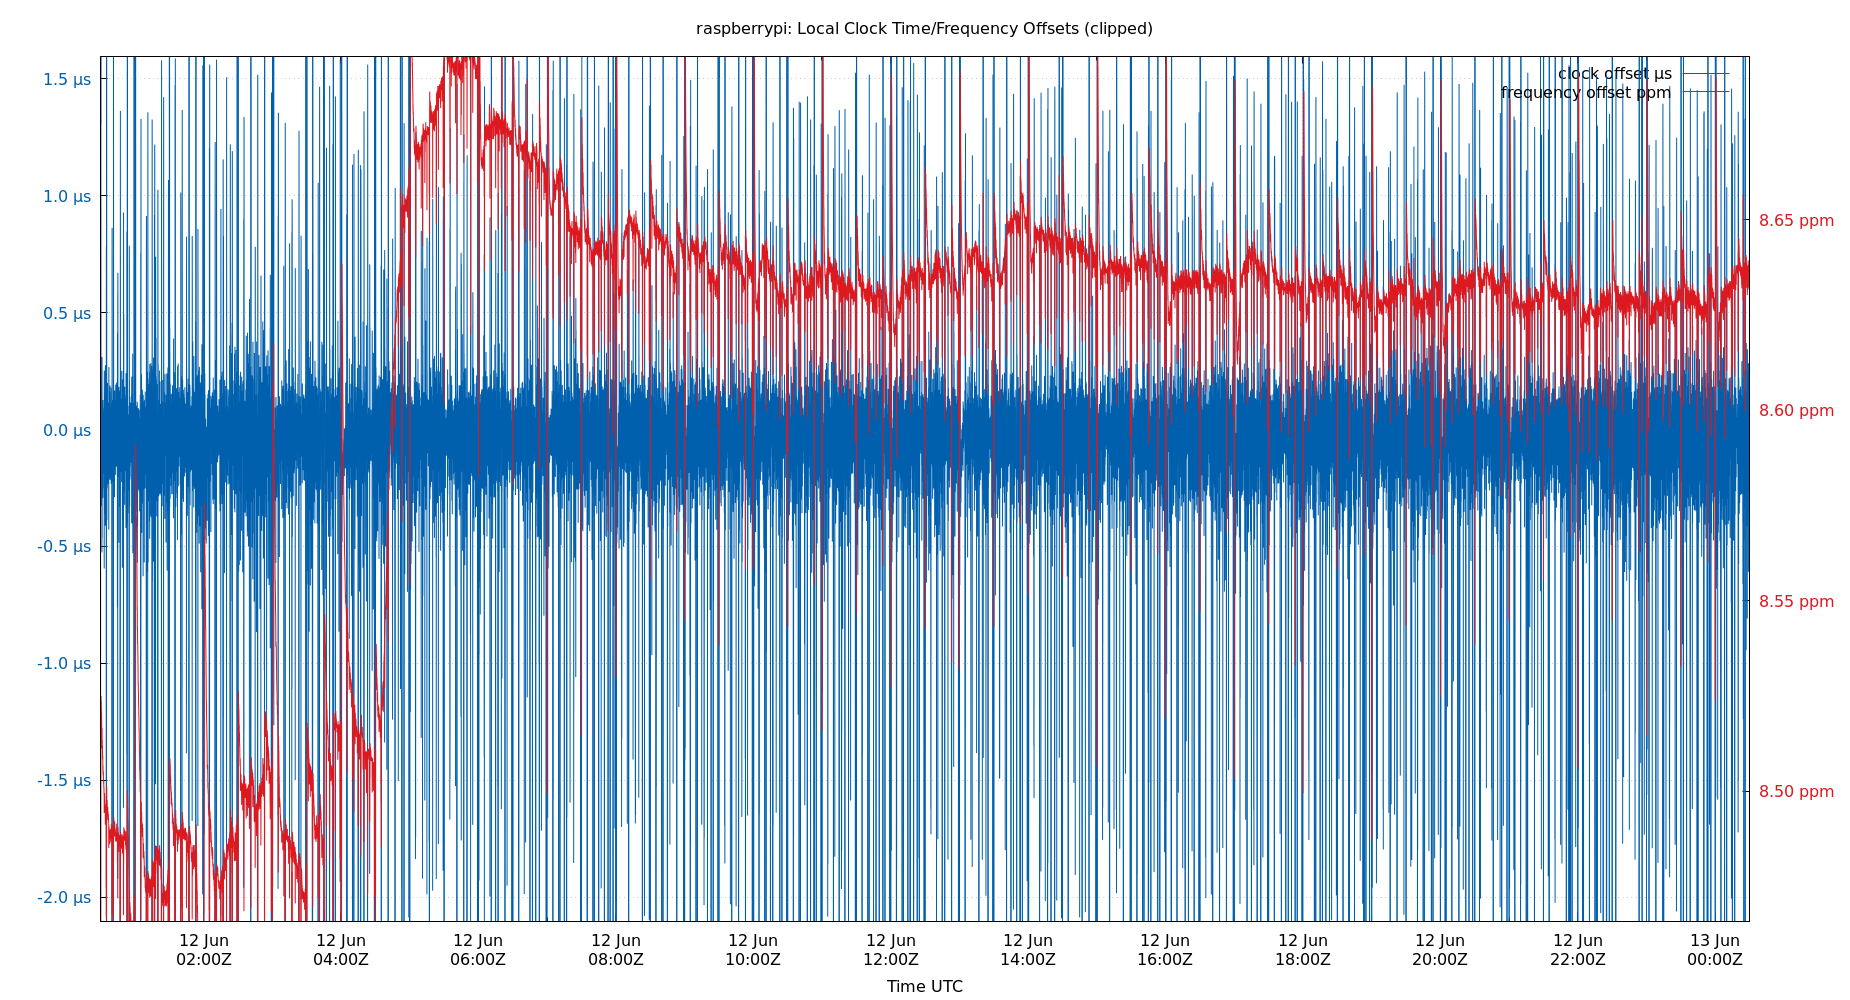 raspberrypi: Local Clock Time/Frequency Offsets (clipped)
clock offset µs
frequency offset ppm
1.5 µs
1.0 µs
0.5 µs
0.0 µs
-0.5 µs
-1.0 µs
-1.5 µs
-2.0 µs
8.65 ppm
8.60 ppm
8.55 ppm
8.50 ppm
12 Jun 12 Jun 12 Jun 12 Jun 12 Jun 12 Jun 12 Jun 12 Jun 12 Jun 12 Jun 12 Jun 13 Jun
02:00Z 04:00Z 06:00Z 08:00Z 10:00Z 12:00Z 14:00Z 16:00Z 18:00Z 20:00Z 22:00Z 00:00Z
Time UTC